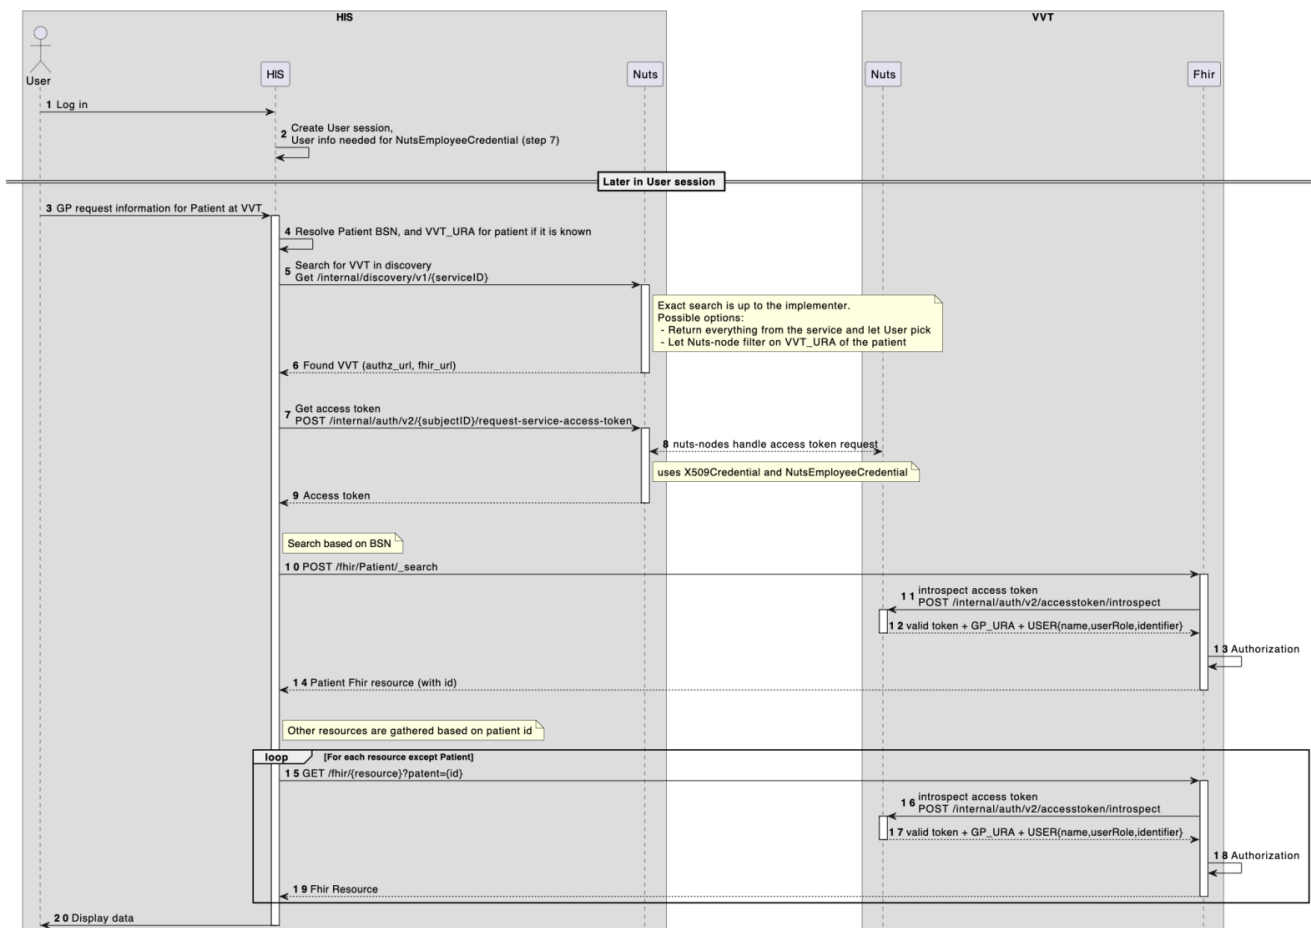 HIS
VVT
User
HIS
Nuts
Nuts
Fhir
1 Log in
2 Create User session,
User info needed for NutsEmployeeCredential (step 7)
Later in User session
3 GP request information for Patient at VVT
4 Resolve Patient BSN, and VVT_URA for patient if it is known
5 Search for VVT in discovery
Get /internal/discovery/v1/{serviceID}
Exact search is up to the implementer.
Possible options:
- Return everything from the service and let User pick
- Let Nuts-node filter on VVT_URA of the patient
6 Found VVT (authz_url, fhir_url)
7 Get access token
POST /internal/auth/v2/{subjectID}/request-service-access-token
8 nuts-nodes handle access token request
uses X509Credential and NutsEmployeeCredential
9 Access token
Search based on BSN
10 POST /fhir/Patient/_search
11 introspect access token
POST /internal/auth/v2/accesstoken/introspect
12 valid token + GP_URA + USER{name,userRole,identifier}
13 Authorization
14 Patient Fhir resource (with id)
Other resources are gathered based on patient id
loop [For each resource except Patient]
15 GET /fhir/{resource}?patent={id}
16 introspect access token
POST /internal/auth/v2/accesstoken/introspect
17 valid token + GP_URA + USER{name,userRole,identifier}
18 Authorization
19 Fhir Resource
20 Display data